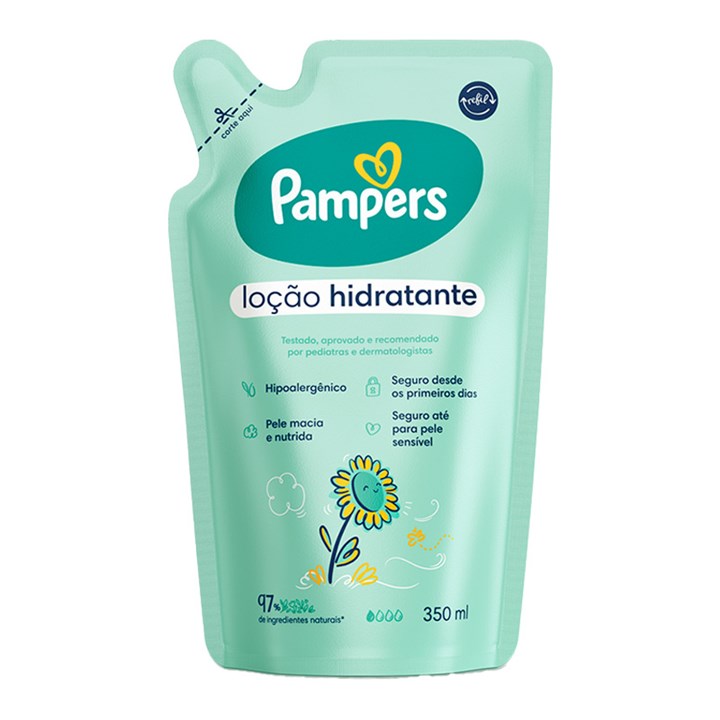 refil
corte aqui
Pampers
loção hidratante
Testado, aprovado e recomendado
por pediatras e dermatologistas
Hipoalergênico
Seguro desde
os primeiros dias
Pele macia
e nutrida
Seguro até
para pele
sensível
97%
de ingredientes naturais*
350 ml